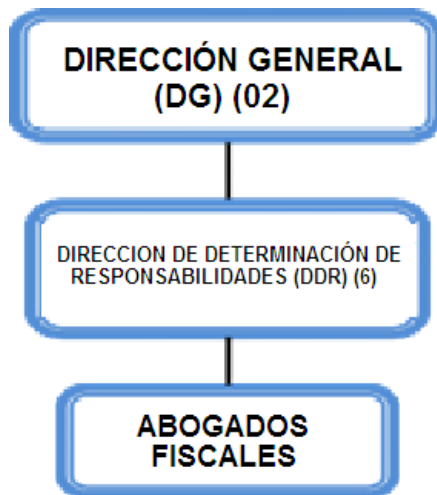 DIRECCIÓN GENERAL
(DG) (02)
DIRECCION DE DETERMINACIÓN DE
RESPONSABILIDADES (DDR) (6)
ABOGADOS
FISCALES